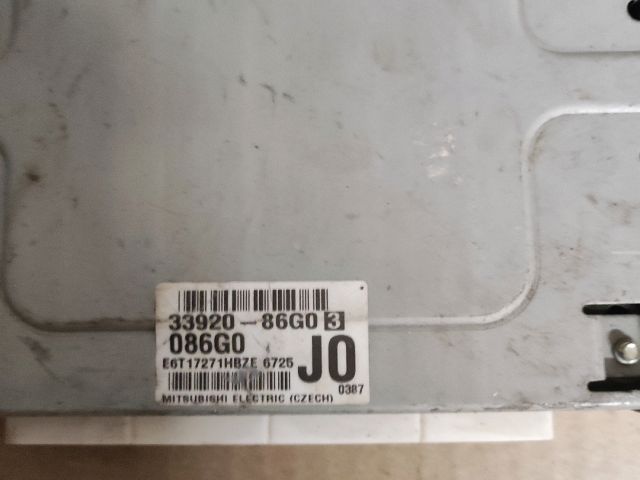 33920-86G0 3
086G0
J0
E6T17271HBZE 6725
0387
MITSUBISHI ELECTRIC (CZECH)